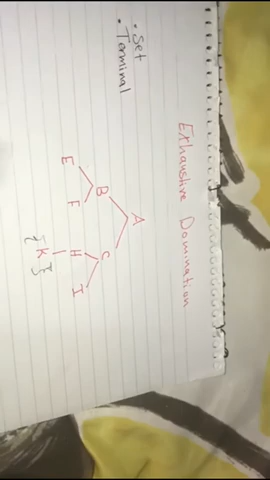 Exhaustive Domination
• Set
• Terminal
A
B C
E F H I
K
{ }